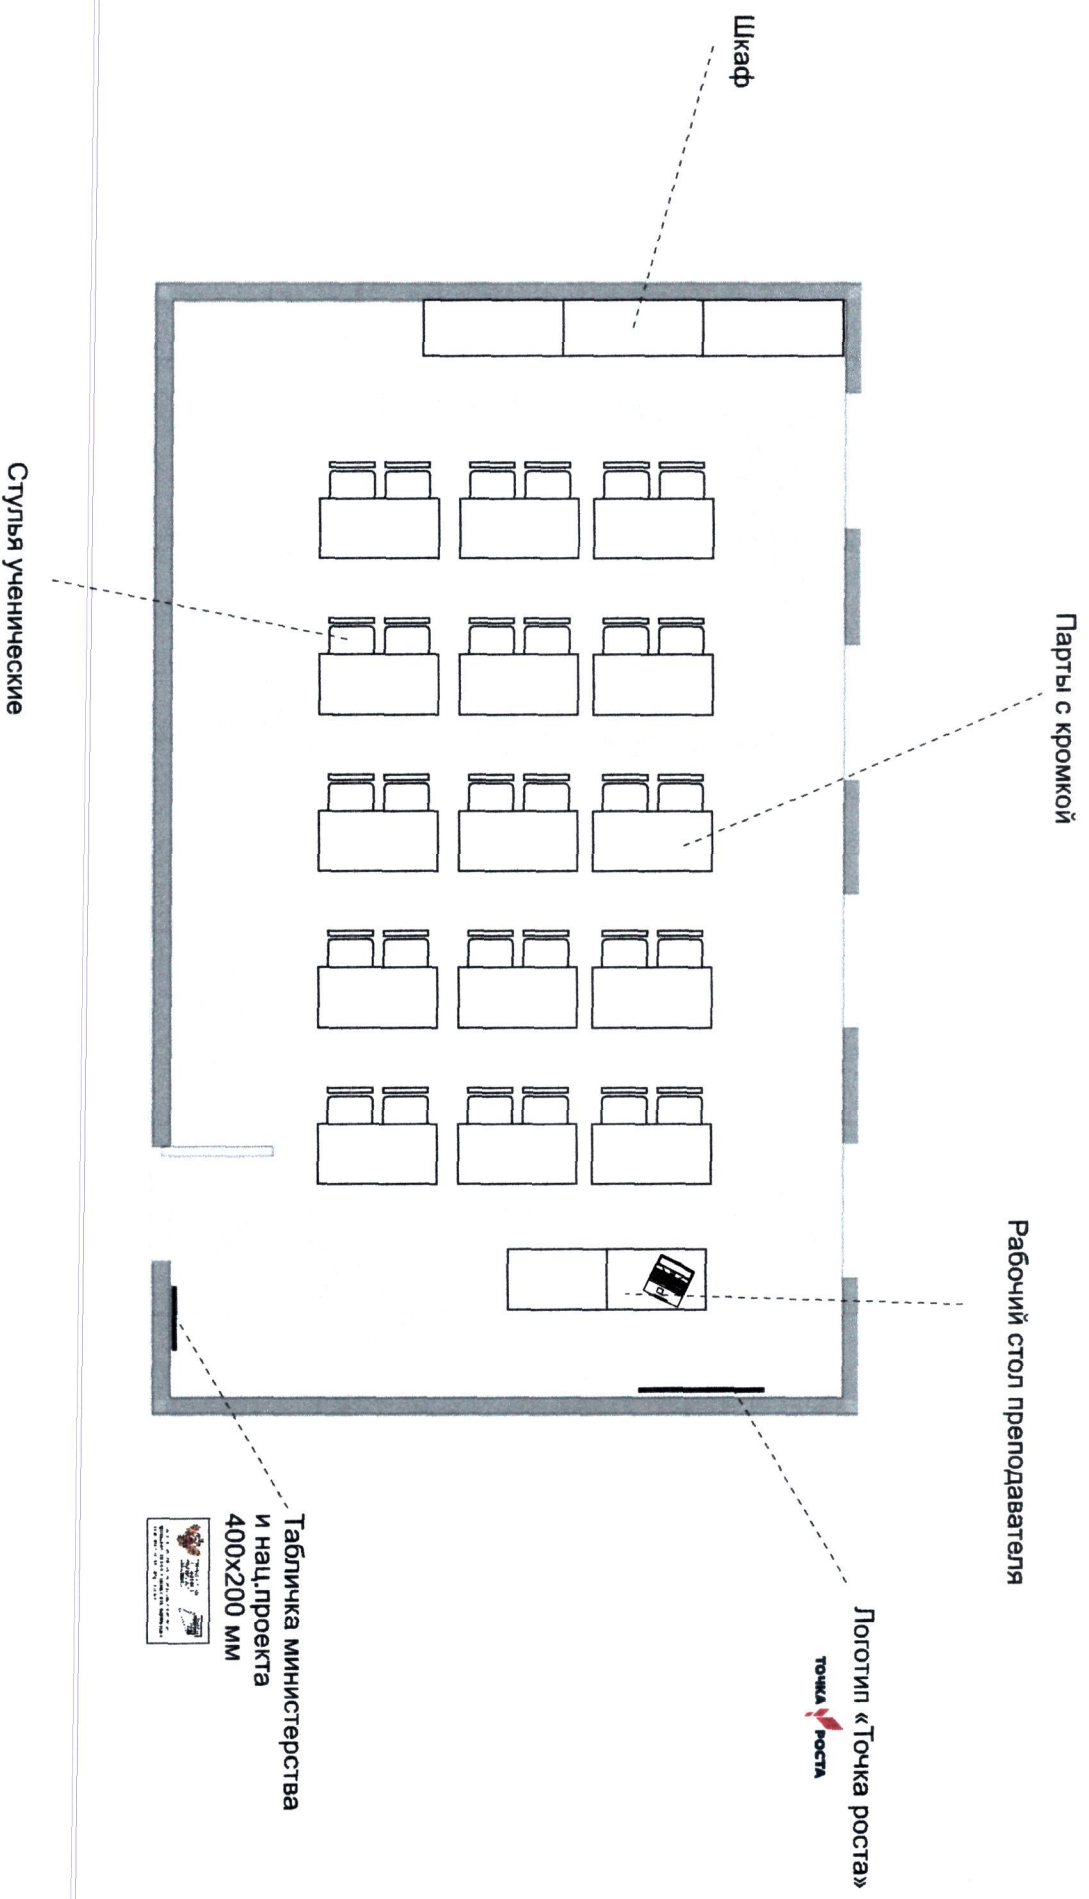 Шкаф
Парты с кромкой
Рабочий стол преподавателя
Логотип «Точка роста»
ТОЧКА РОСТА
Стулья ученические
Табличка министерства
и нац.проекта
400х200 мм